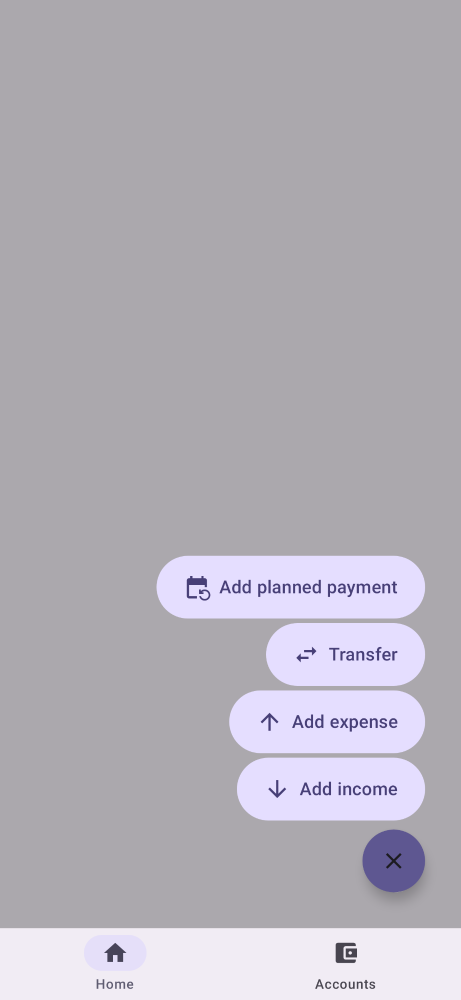 Add planned payment
Transfer
Add expense
Add income
Home
Accounts